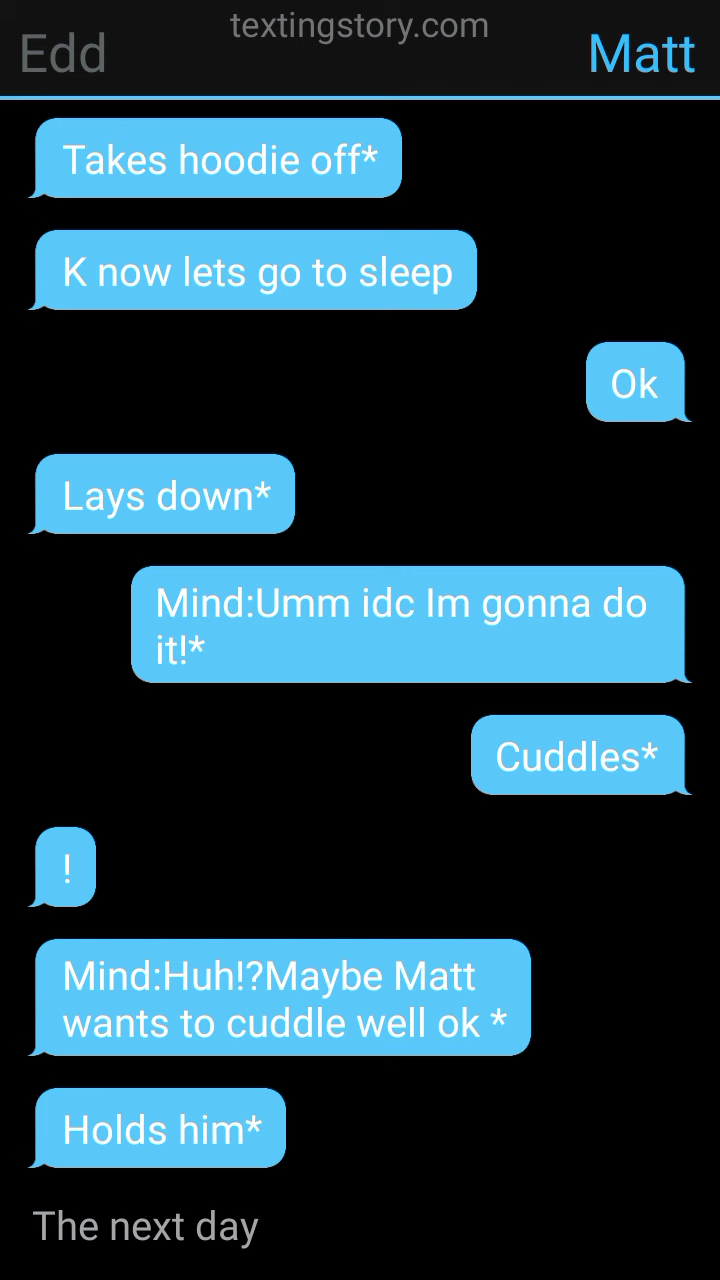 textingstory.com
Edd
Matt
Takes hoodie off*
K now lets go to sleep
Ok
Lays down*
Mind:Umm idc Im gonna do
it!*
Cuddles*
!
Mind:Huh!?Maybe Matt
wants to cuddle well ok *
Holds him*
The next day